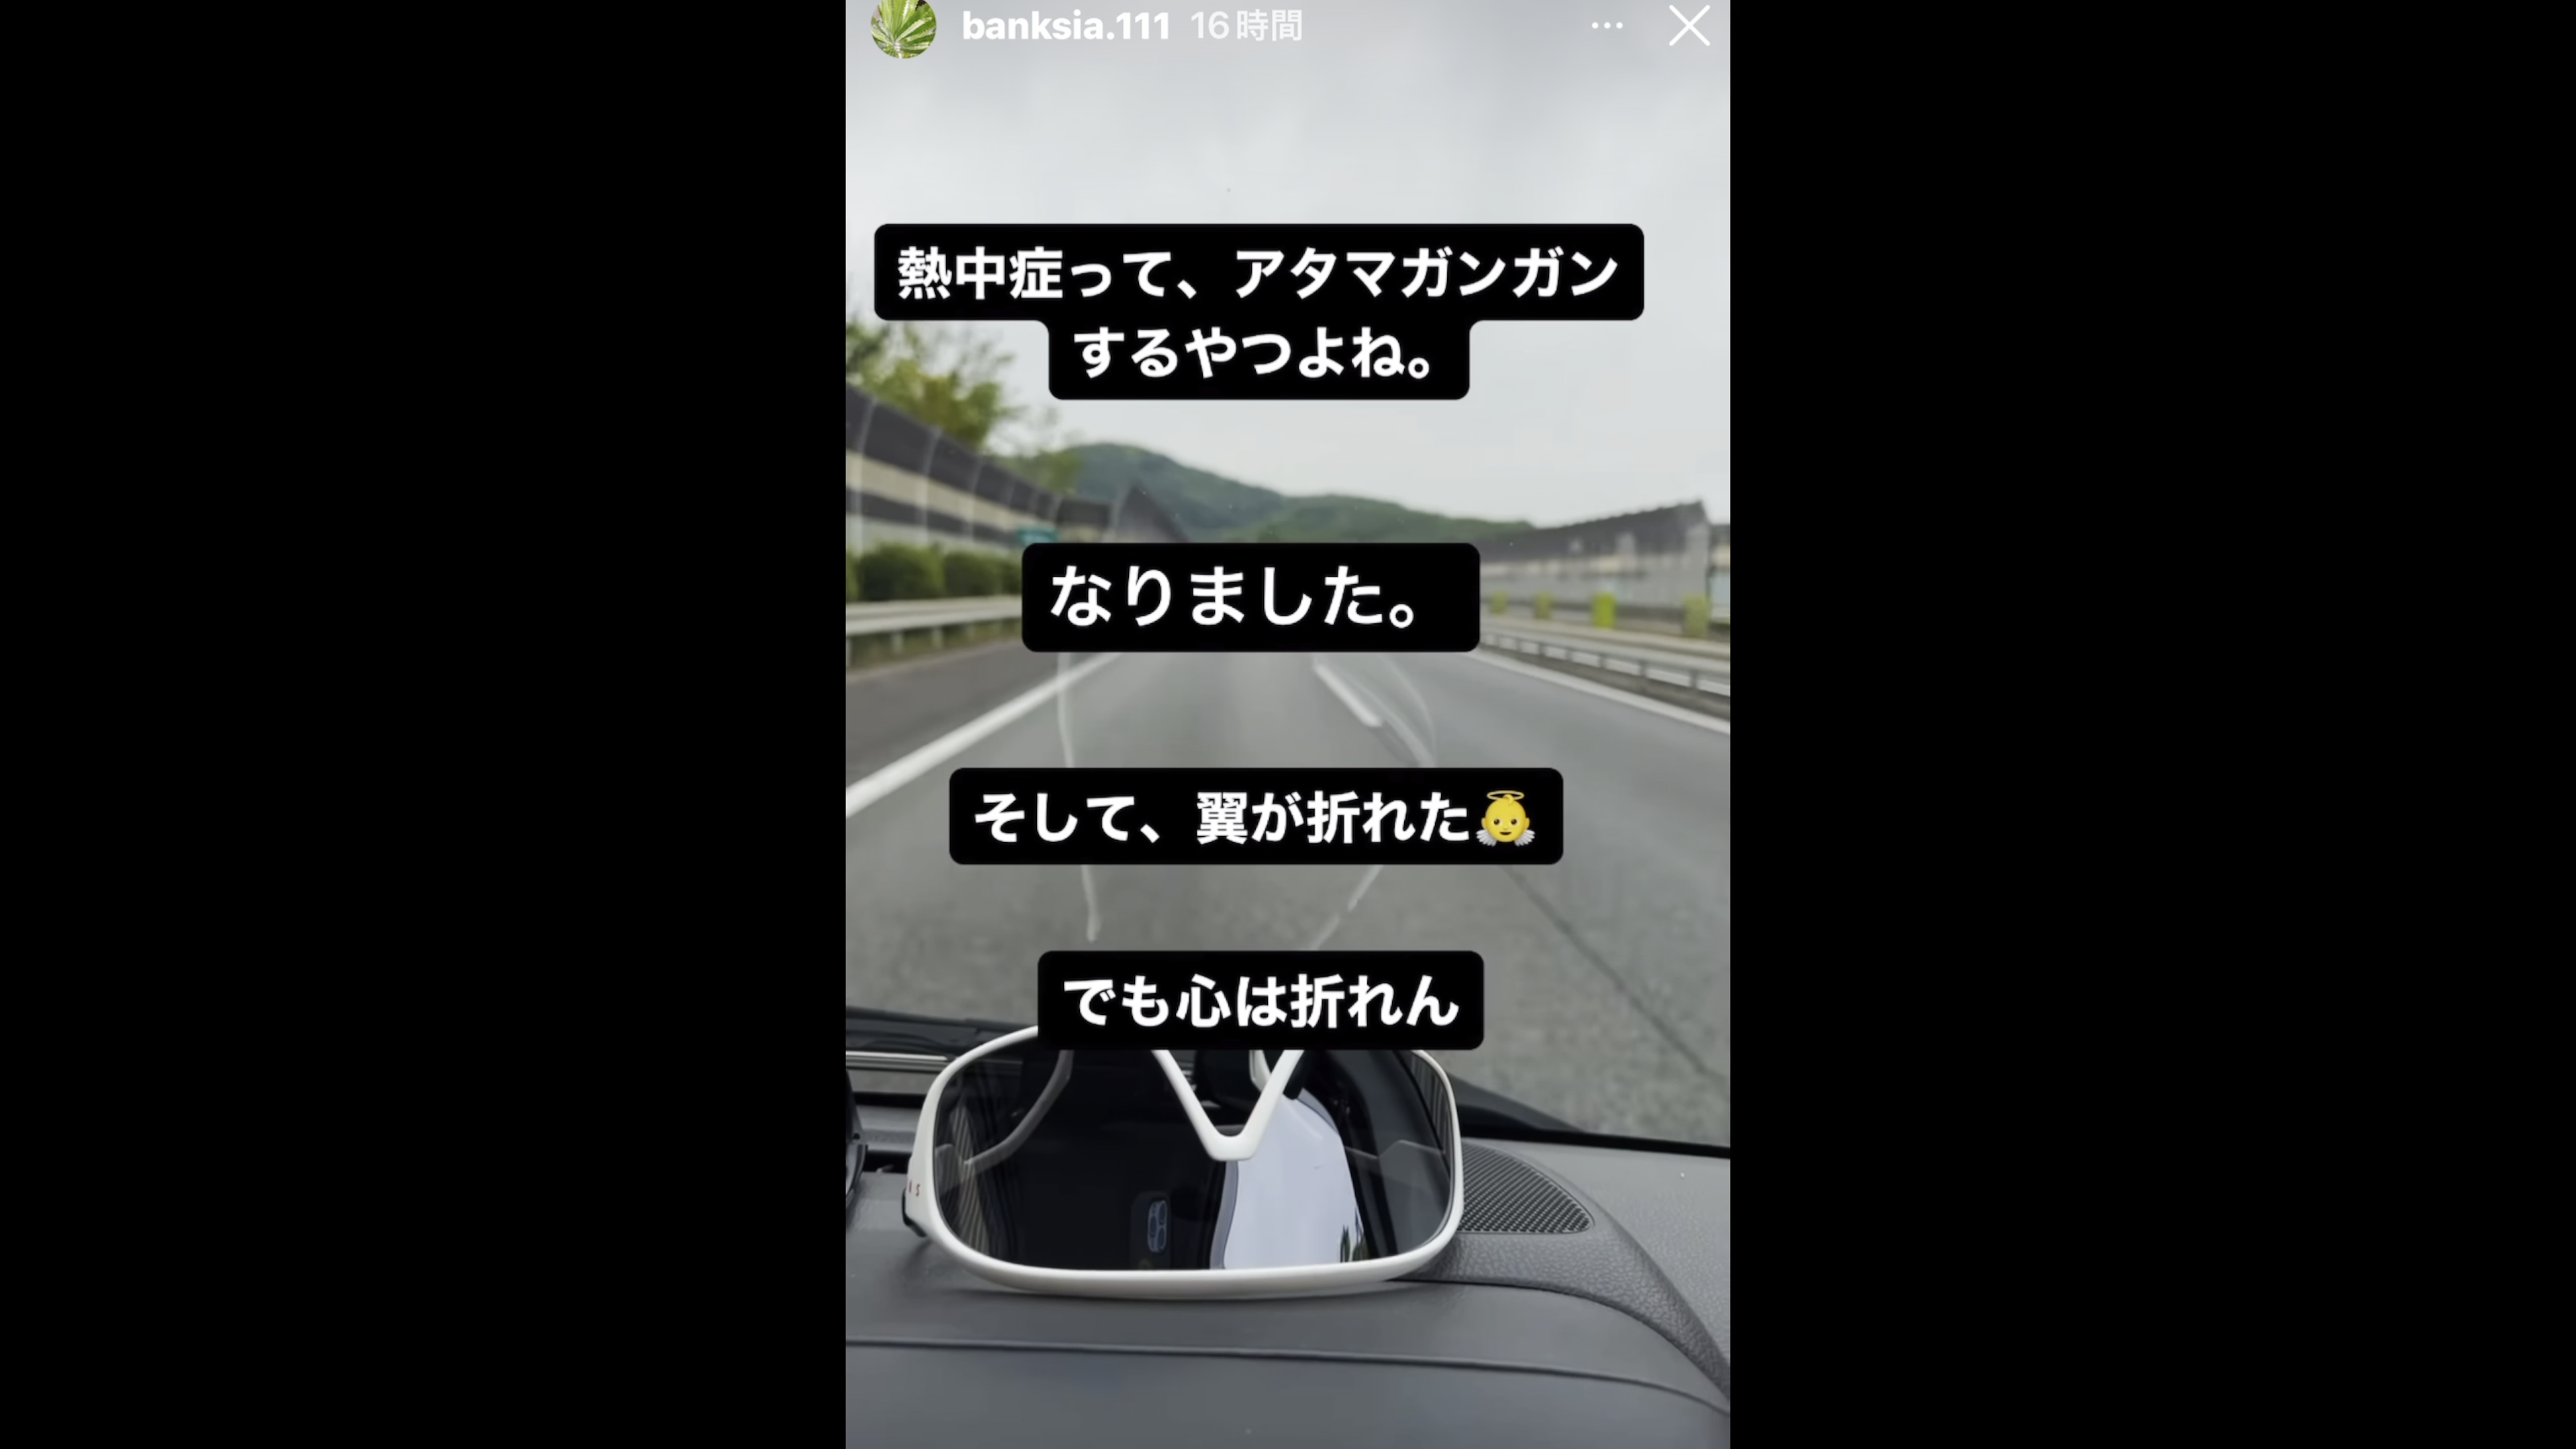 banksia.111 16時間
熱中症って、アタマガンガン
するやつよね。
なりました。
そして、翼が折れた👼
でも心は折れん